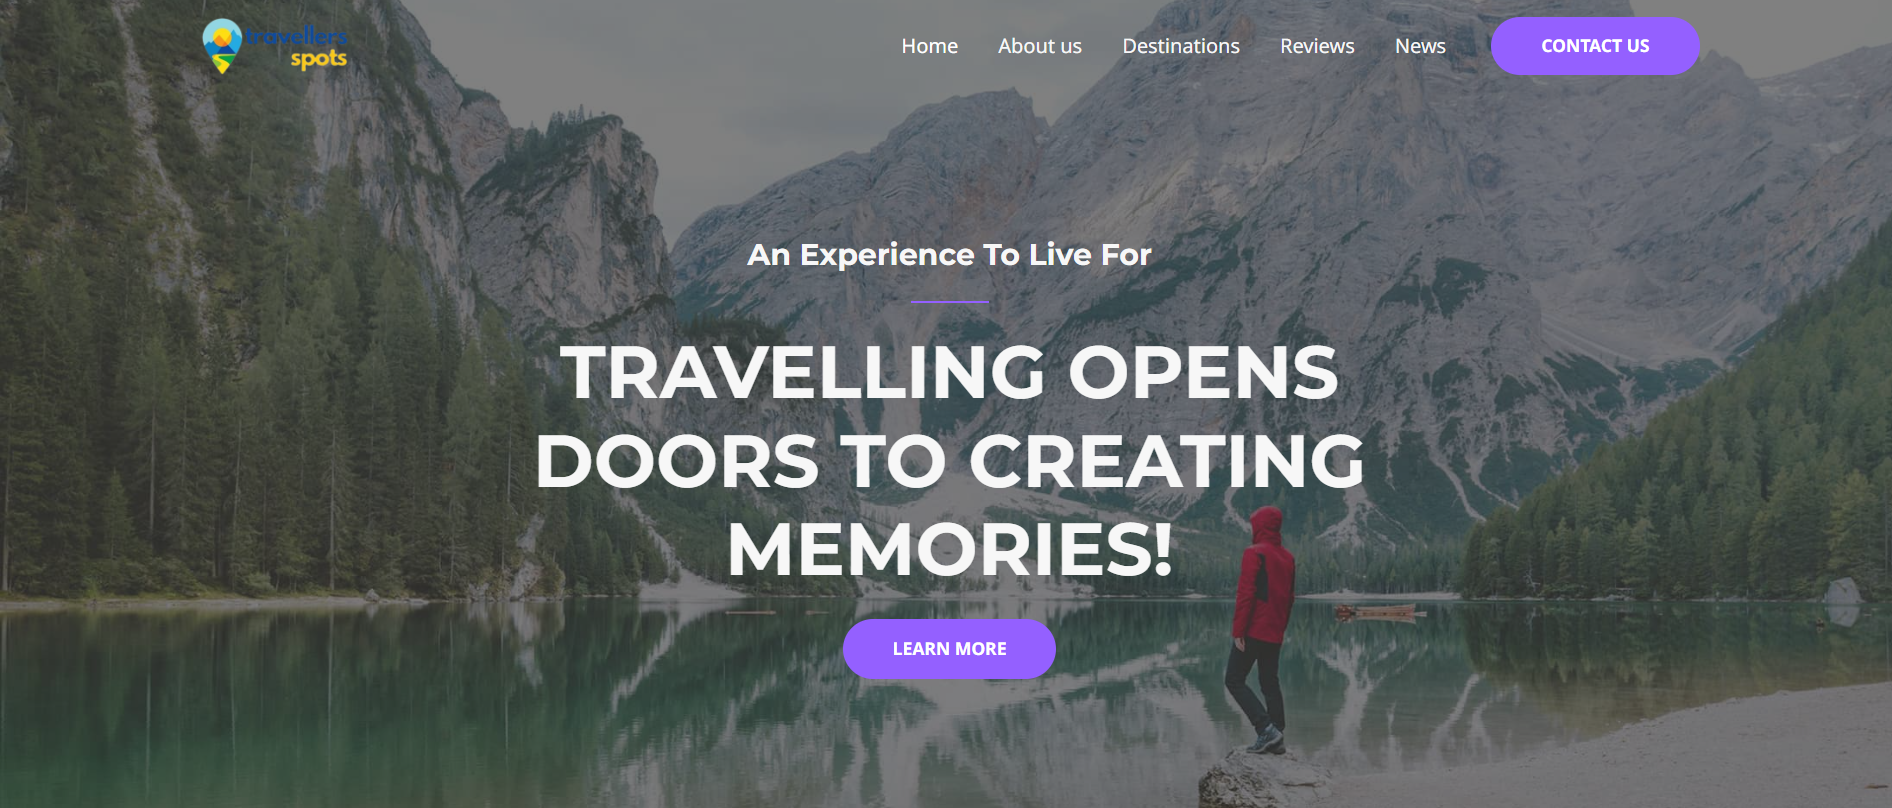 travellers
spots
Home About us Destinations Reviews News CONTACT US
An Experience To Live For
TRAVELLING OPENS
DOORS TO CREATING
MEMORIES!
LEARN MORE